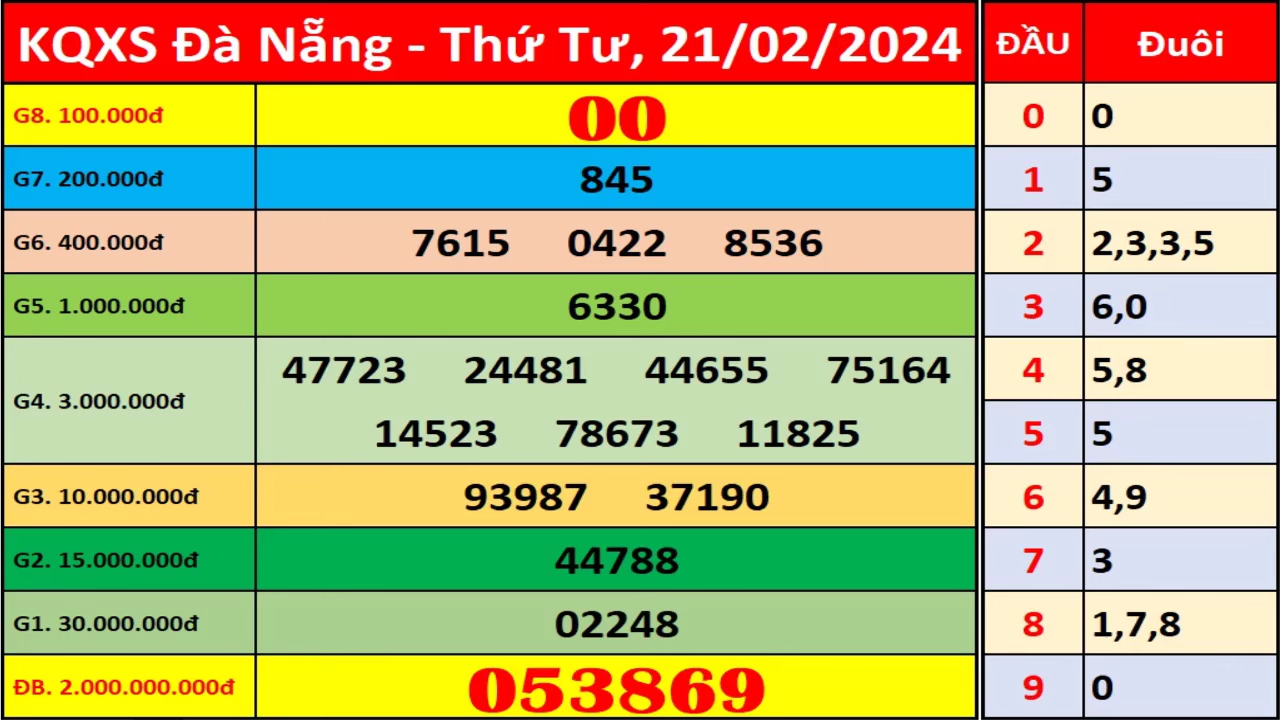 KQXS Đà Nẵng - Thứ Tư, 21/02/2024
G8. 100.000đ 00
G7. 200.000đ 845
G6. 400.000đ 7615 0422 8536
G5. 1.000.000đ 6330
G4. 3.000.000đ 47723 24481 44655 75164
14523 78673 11825
G3. 10.000.000đ 93987 37190
G2. 15.000.000đ 44788
G1. 30.000.000đ 02248
ĐB. 2.000.000.000đ 053869
ĐẦU Đuôi
0 0
1 5
2 2,3,3,5
3 6,0
4 5,8
5 5
6 4,9
7 3
8 1,7,8
9 0